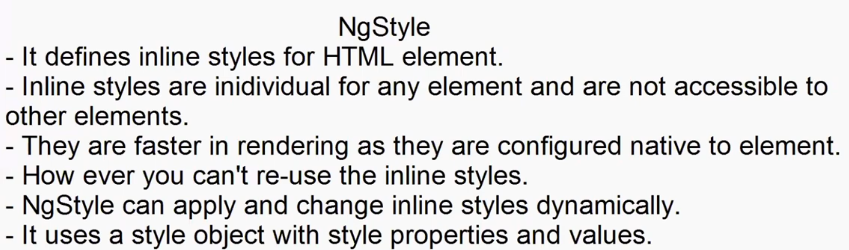 NgStyle
- It defines inline styles for HTML element.
- Inline styles are inidividual for any element and are not accessible to
other elements.
- They are faster in rendering as they are configured native to element.
- How ever you can't re-use the inline styles.
- NgStyle can apply and change inline styles dynamically.
- It uses a style object with style properties and values.